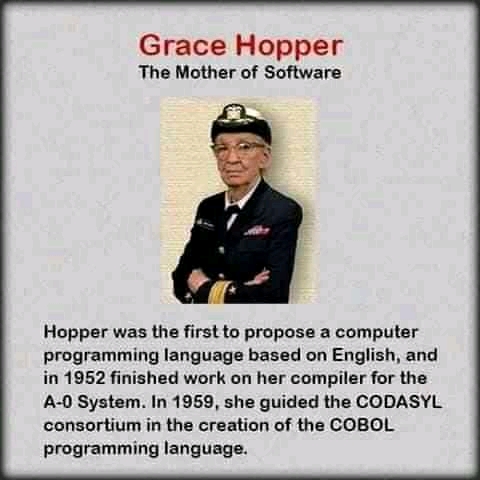 Grace Hopper
The Mother of Software
Hopper was the first to propose a computer
programming language based on English, and
in 1952 finished work on her compiler for the
A-0 System. In 1959, she guided the CODASYL
consortium in the creation of the COBOL
programming language.